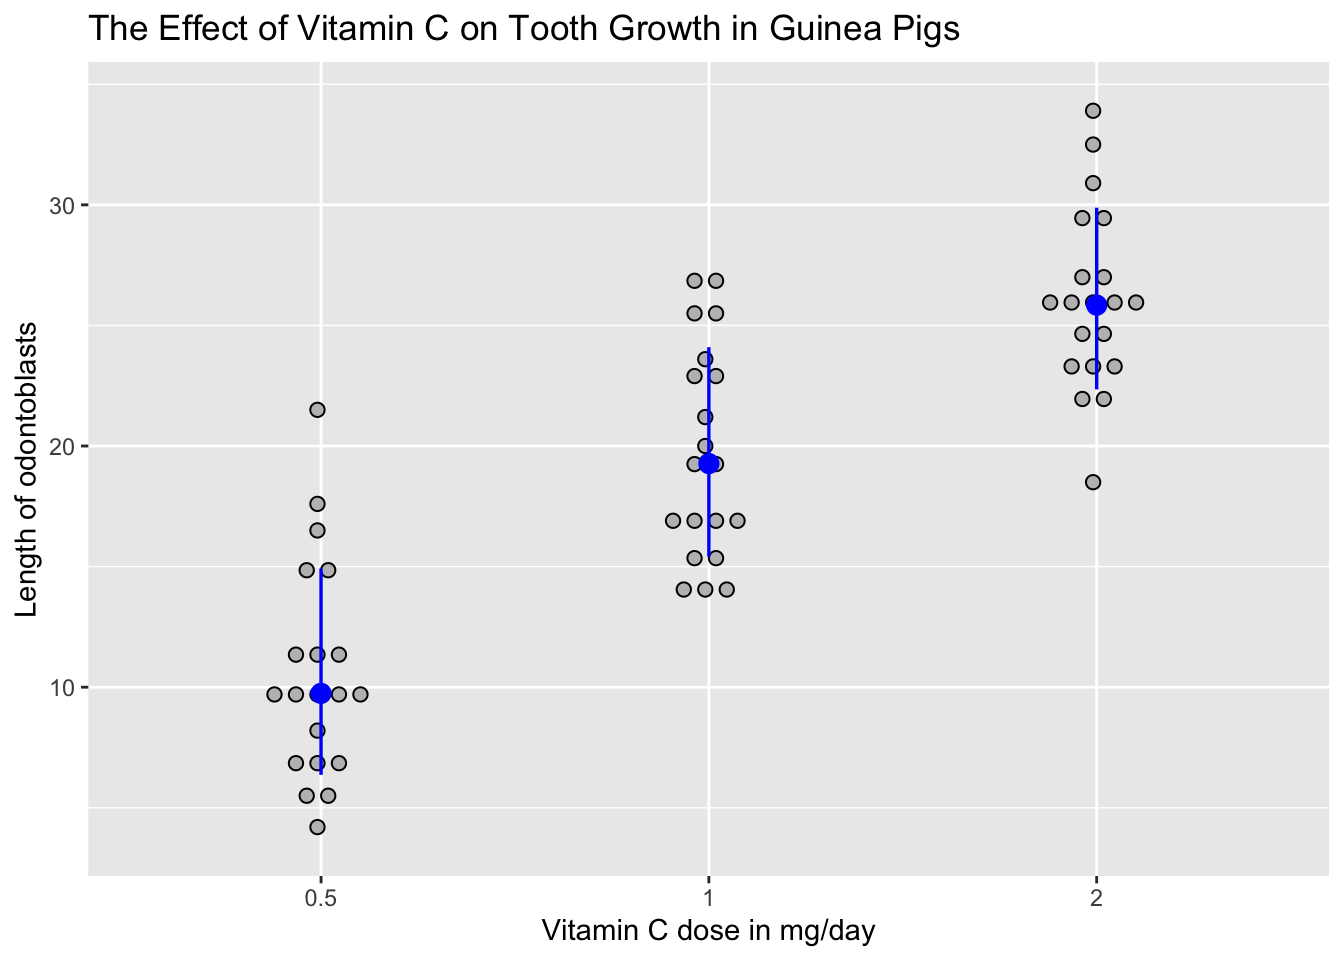 The Effect of Vitamin C on Tooth Growth in Guinea Pigs
Length of odontoblasts
30
20
10
0.5
1
2
Vitamin C dose in mg/day